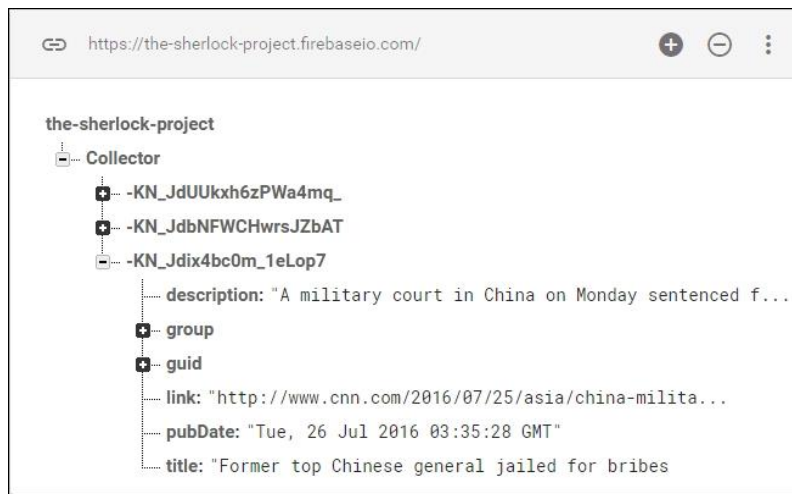 https://the-sherlock-project.firebaseio.com/
the-sherlock-project
Collector
-KN_JdUUkxh6zPWa4mq_
-KN_JdbNFWCHwrsJZbAT
-KN_Jdix4bc0m_1eLop7
description: "A military court in China on Monday sentenced f...
group
guid
link: "http://www.cnn.com/2016/07/25/asia/china-milita...
pubDate: "Tue, 26 Jul 2016 03:35:28 GMT"
title: "Former top Chinese general jailed for bribes